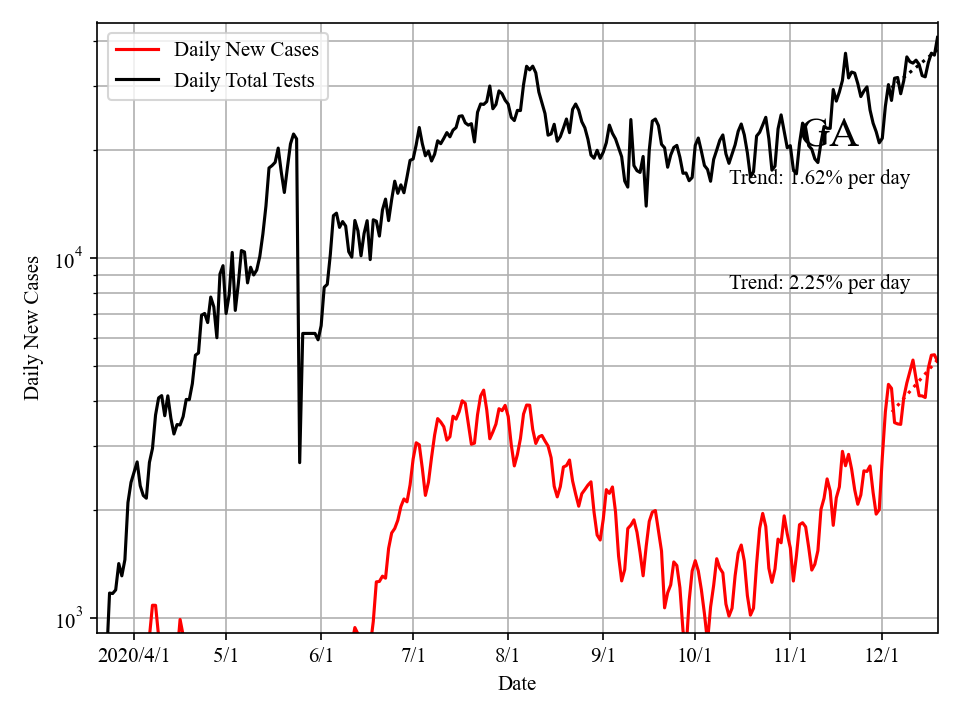 Daily New Cases
Daily Total Tests
GA
Trend: 1.62% per day
Trend: 2.25% per day
10^4
10^3
Daily New Cases
2020/4/1 5/1 6/1 7/1 8/1 9/1 10/1 11/1 12/1
Date